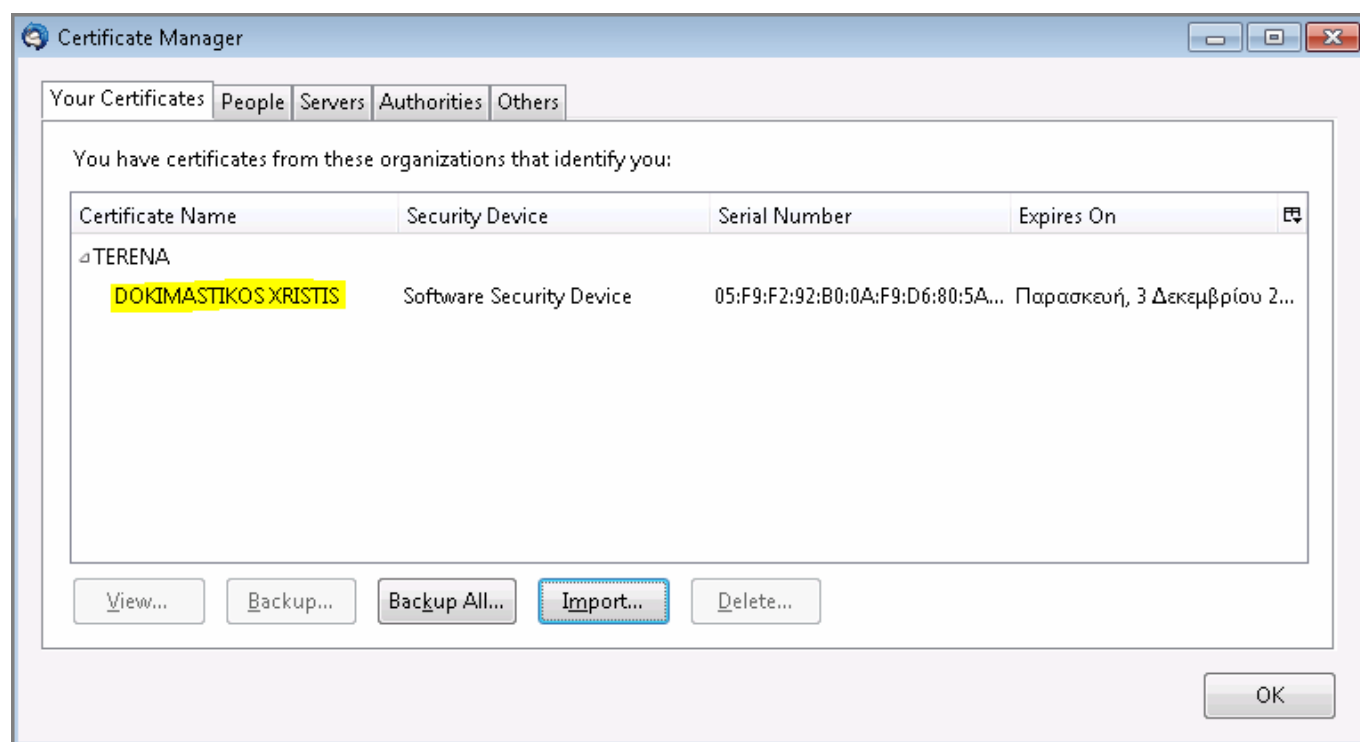 Certificate Manager
Your Certificates People Servers Authorities Others
You have certificates from these organizations that identify you:
Certificate Name Security Device Serial Number Expires On
TERENA
DOKIMASTIKOS XRISTIS Software Security Device 05:F9:F2:92:B0:0A:F9:D6:80:5A... Παρασκευή, 3 Δεκεμβρίου 2...
View... Backup... Backup All... Import... Delete...
OK